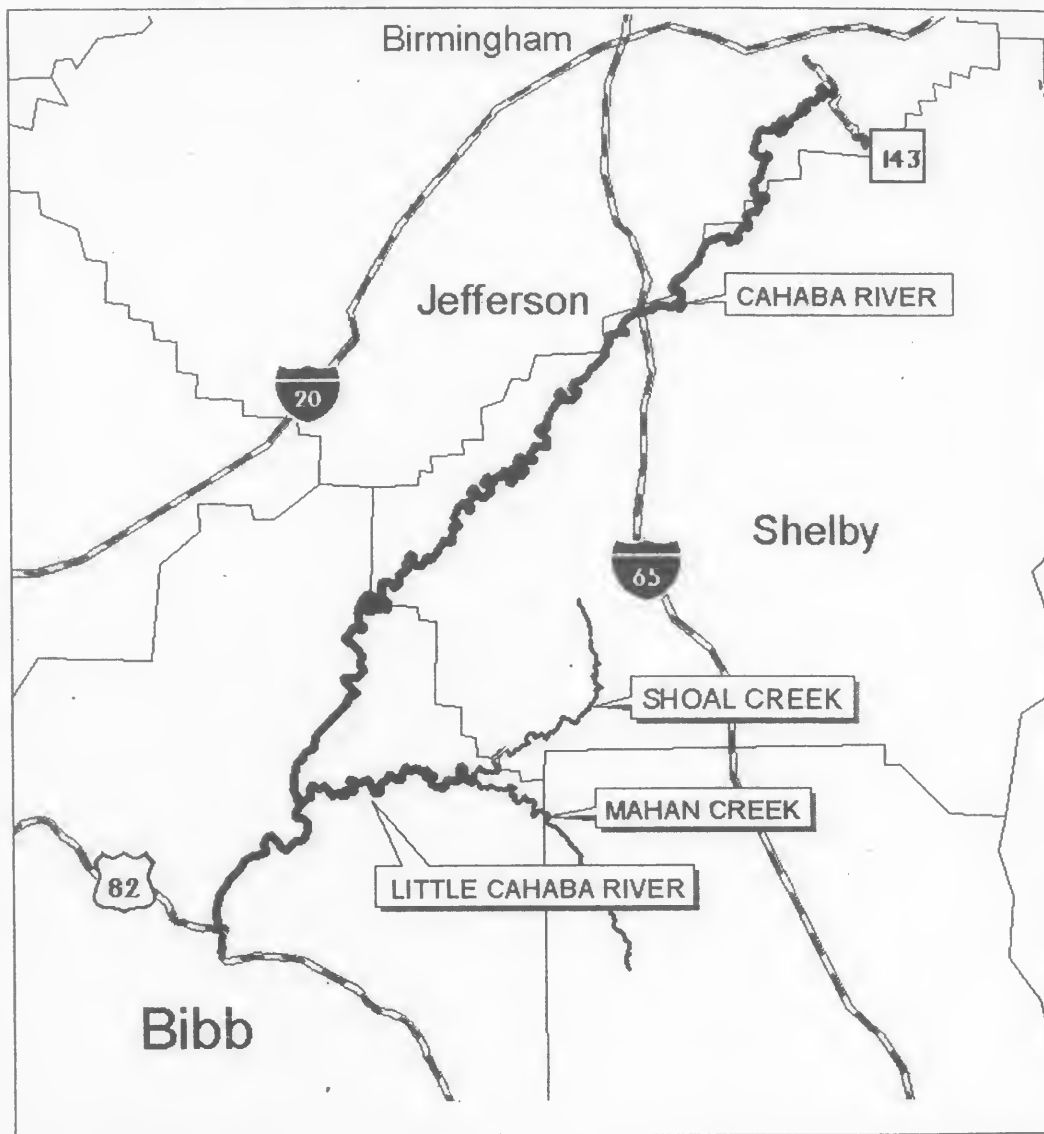 Birmingham
143
Jefferson
CAHABA RIVER
20
Shelby
65
SHOAL CREEK
MAHAN CREEK
82
LITTLE CAHABA RIVER
Bibb